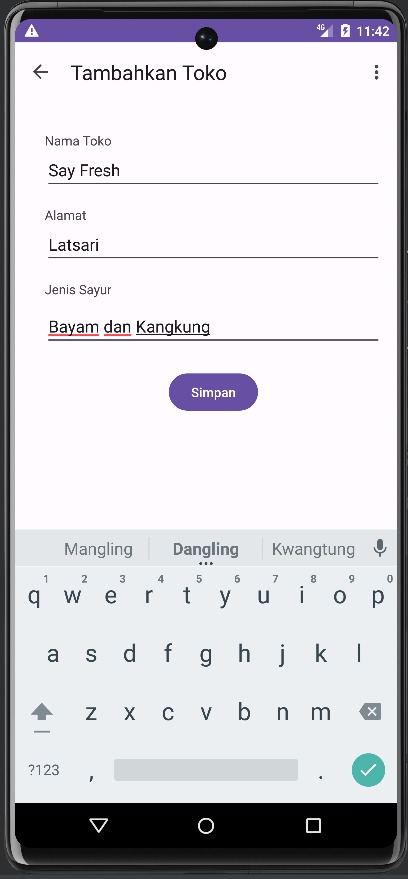 4G 11:42
Tambahkan Toko
Nama Toko
Say Fresh
Alamat
Latsari
Jenis Sayur
Bayam dan Kangkung
Simpan
Mangling Dangling Kwangtung
1 2 3 4 5 6 7 8 9 0
q w e r t y u i o p
a s d f g h j k l
z x c v b n m
?123 , .